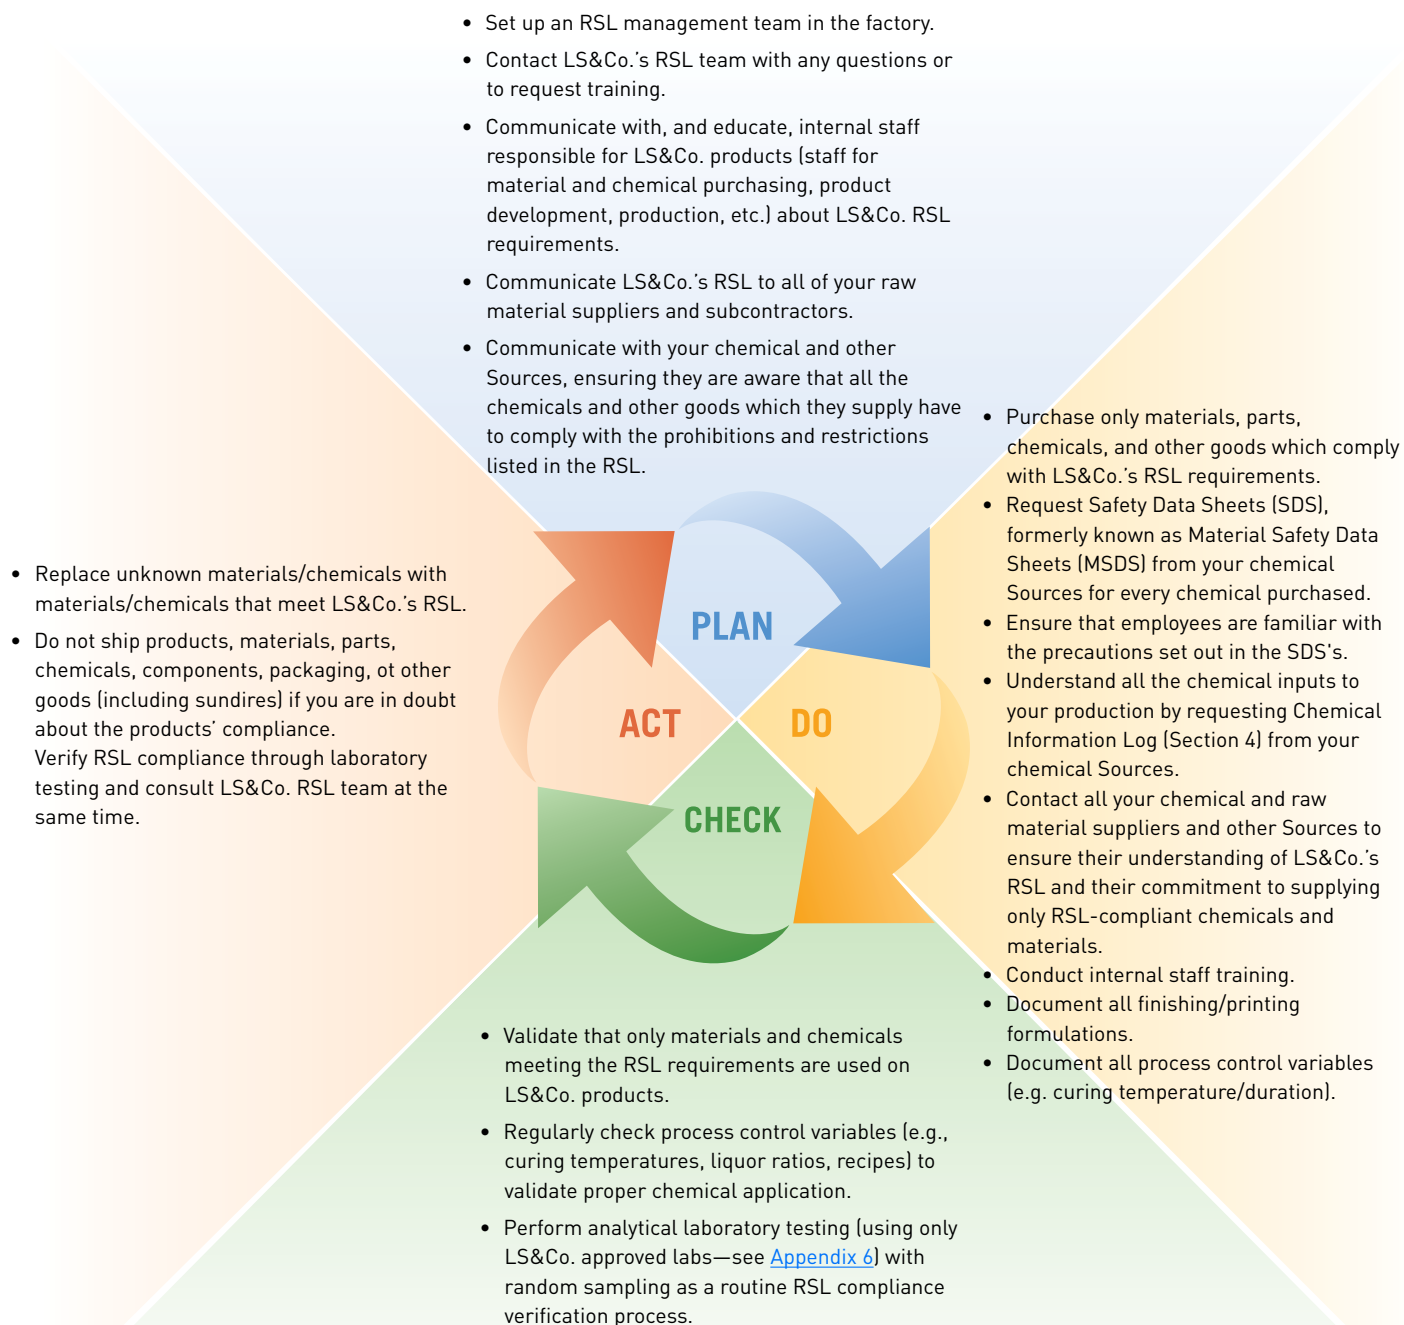 • Set up an RSL management team in the factory.
• Contact LS&Co.'s RSL team with any questions or
to request training.
• Communicate with, and educate, internal staff
responsible for LS&Co. products (staff for
material and chemical purchasing, product
development, production, etc.) about LS&Co. RSL
requirements.
• Communicate LS&Co.'s RSL to all of your raw
material suppliers and subcontractors.
• Communicate with your chemical and other
Sources, ensuring they are aware that all the
chemicals and other goods which they supply have
to comply with the prohibitions and restrictions
listed in the RSL.
PLAN
• Purchase only materials, parts,
chemicals, and other goods which comply
with LS&Co.'s RSL requirements.
• Request Safety Data Sheets (SDS),
formerly known as Material Safety Data
Sheets (MSDS) from your chemical
Sources for every chemical purchased.
• Ensure that employees are familiar with
the precautions set out in the SDS's.
• Understand all the chemical inputs to
your production by requesting Chemical
Information Log (Section 4) from your
chemical Sources.
• Contact all your chemical and raw
material suppliers and other Sources to
ensure their understanding of LS&Co.'s
RSL and their commitment to supplying
only RSL-compliant chemicals and
materials.
• Conduct internal staff training.
• Document all finishing/printing
formulations.
• Document all process control variables
(e.g. curing temperature/duration).
DO
CHECK
• Validate that only materials and chemicals
meeting the RSL requirements are used on
LS&Co. products.
• Regularly check process control variables (e.g.,
curing temperatures, liquor ratios, recipes) to
validate proper chemical application.
• Perform analytical laboratory testing (using only
LS&Co. approved labs—see Appendix 6) with
random sampling as a routine RSL compliance
verification process.
ACT
• Replace unknown materials/chemicals with
materials/chemicals that meet LS&Co.'s RSL.
• Do not ship products, materials, parts,
chemicals, components, packaging, ot other
goods (including sundires) if you are in doubt
about the products' compliance.
Verify RSL compliance through laboratory
testing and consult LS&Co. RSL team at the
same time.